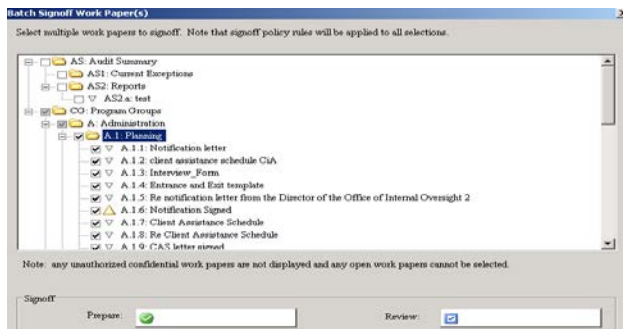 Batch Signoff Work Paper(s)
Select multiple work papers to signoff. Note that signoff policy rules will be applied to all selections.
AS: Audit Summary
AS1: Current Exceptions
AS2: Reports
AS2.a: test
CG: Program Groups
A: Administration
A.1: Planning
A.1.1: Notification letter
A.1.2: client assistance schedule CiA
A.1.3: Interview_Form
A.1.4: Entrance and Exit template
A.1.5: Re notification letter from the Director of the Office of Internal Oversight 2
A.1.6: Notification Signed
A.1.7: Client Assistance Schedule
A.1.8: Re Client Assistance Schedule
A.1.9: CAS letter signed
Note: any unauthorized confidential work papers are not displayed and any open work papers cannot be selected.
Signoff
Prepare: Review: